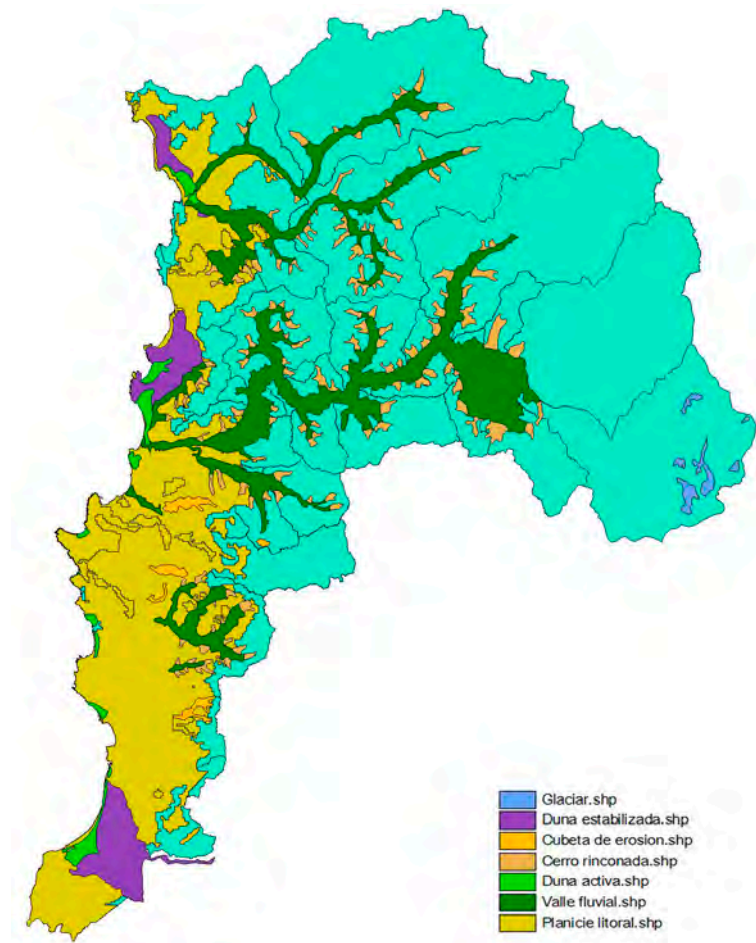 Glaciar.shp
Duna estabilizada.shp
Cubeta de erosion.shp
Cerro rinconada.shp
Duna activa.shp
Valle fluvial.shp
Planicie litoral.shp